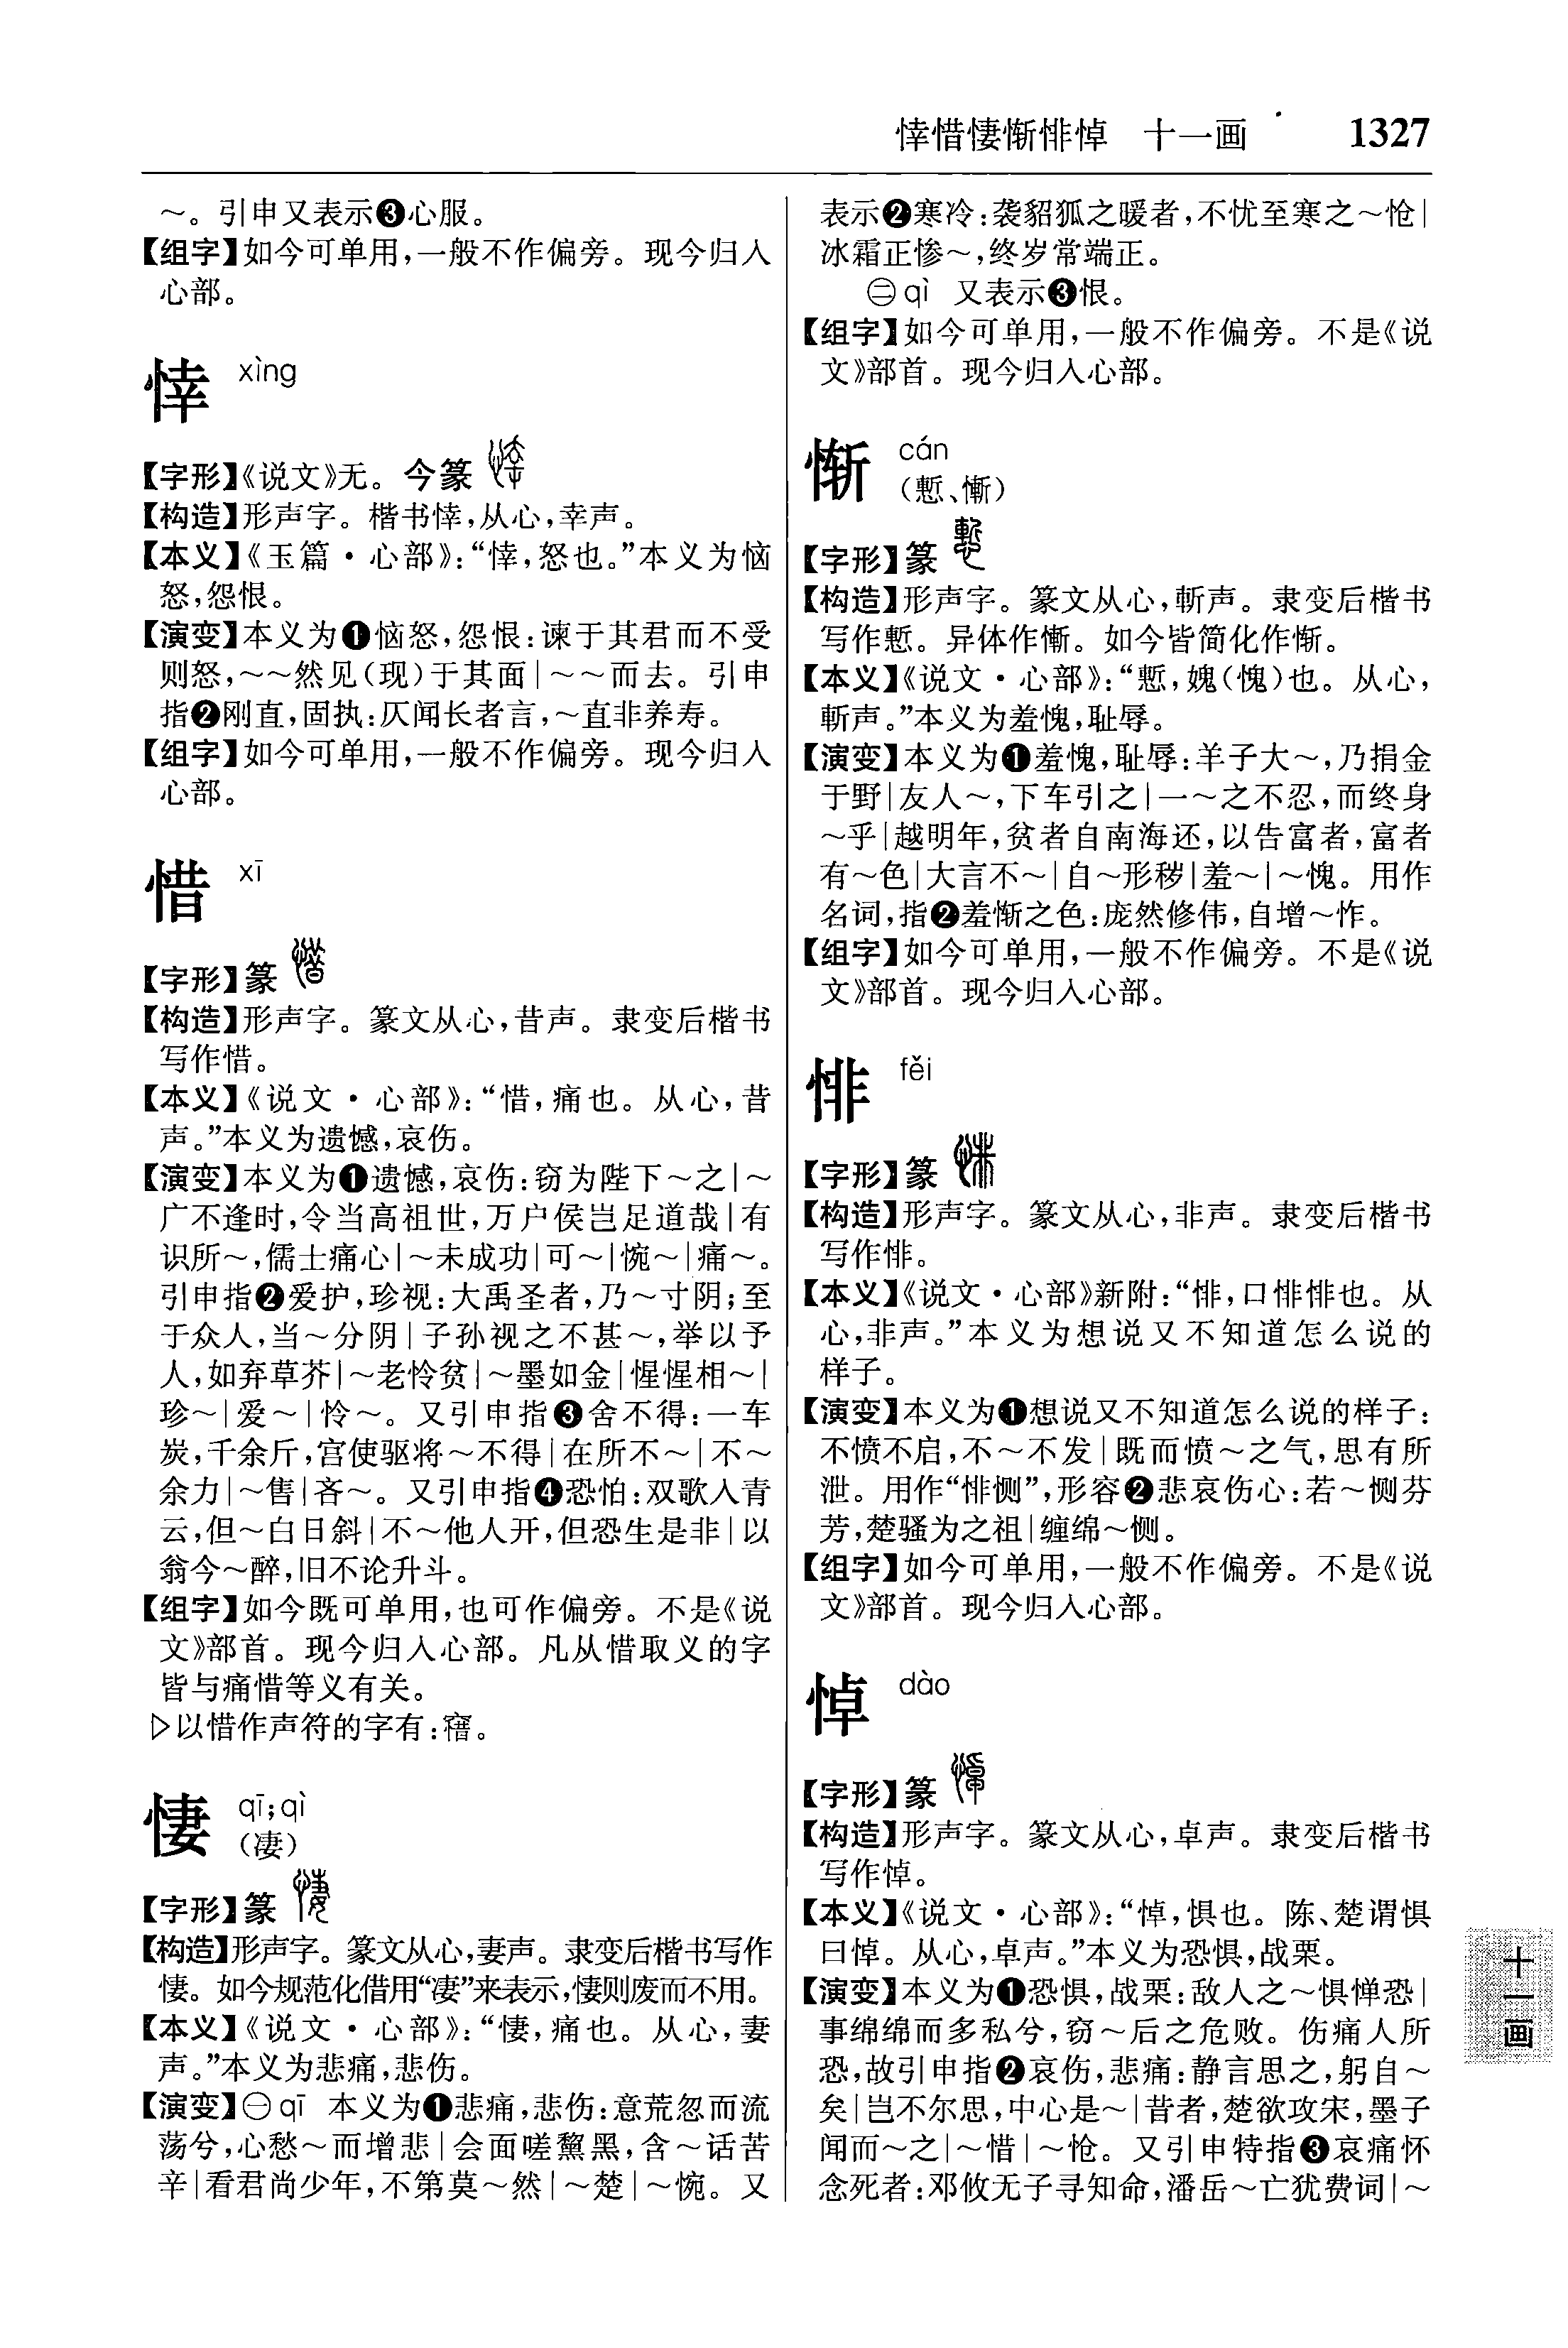 悻惜悽惭悱悼　十一画　1327
～。引申又表示❸心服。
【组字】如今可单用,一般不作偏旁。现今归入
心部。
悻 xìng
【字形】《说文》无。今篆
【构造】形声字。楷书悻,从心,幸声。
【本义】《玉篇·心部》:“悻,怒也。”本义为恼
怒,怨恨。
【演变】本义为❶恼怒,怨恨:谏于其君而不受
则怒,～～然见(现)于其面|～～而去。引申
指❷刚直,固执:仄闻长者言,～直非养寿。
【组字】如今可单用,一般不作偏旁。现今归入
心部。
惜 xī
【字形】篆
【构造】形声字。篆文从心,昔声。隶变后楷书
写作惜。
【本义】《说文·心部》:“惜,痛也。从心,昔
声。”本义为遗憾,哀伤。
【演变】本义为❶遗憾,哀伤:窃为陛下～之|～
广不逢时,令当高祖世,万户侯岂足道哉|有
识所～,儒士痛心|～未成功|可～|惋～|痛～。
引申指❷爱护,珍视:大禹圣者,乃～寸阴;至
于众人,当～分阴|子孙视之不甚～,举以予
人,如弃草芥|～老怜贫|～墨如金|惺惺相～|
珍～|爱～|怜～。又引申指❸舍不得:一车
炭,千余斤,宫使驱将～不得|在所不～|不～
余力|～售|吝～。又引申指❹恐怕:双歌入青
云,但～白日斜|不～他人开,但恐生是非|以
翁今～醉,旧不论升斗。
【组字】如今既可单用,也可作偏旁。不是《说
文》部首。现今归入心部。凡从惜取义的字
皆与痛惜等义有关。
▷以惜作声符的字有:㝜。
悽 qī;qì
(凄)
【字形】篆
【构造】形声字。篆文从心,妻声。隶变后楷书写作
悽。如今规范化借用“凄”来表示,悽则废而不用。
【本义】《说文·心部》:“悽,痛也。从心,妻
声。”本义为悲痛,悲伤。
【演变】㊀qī　本义为❶悲痛,悲伤:意荒忽而流
荡兮,心愁～而增悲|会面嗟黧黑,含～话苦
辛|看君尚少年,不第莫～然|～楚|～惋。又
表示❷寒冷:袭貂狐之暖者,不忧至寒之～怆|
冰霜正惨～,终岁常端正。
㊁qì　又表示❸恨。
【组字】如今可单用,一般不作偏旁。不是《说
文》部首。现今归入心部。
惭 cán
(慙、慚)
【字形】篆
【构造】形声字。篆文从心,斬声。隶变后楷书
写作慙。异体作慚。如今皆简化作惭。
【本义】《说文·心部》:“慙,媿(愧)也。从心,
斬声。”本义为羞愧,耻辱。
【演变】本义为❶羞愧,耻辱:羊子大～,乃捐金
于野|友人～,下车引之|一～之不忍,而终身
～乎|越明年,贫者自南海还,以告富者,富者
有～色|大言不～|自～形秽|羞～|～愧。用作
名词,指❷羞惭之色:庞然修伟,自增～怍。
【组字】如今可单用,一般不作偏旁。不是《说
文》部首。现今归入心部。
悱 fěi
【字形】篆
【构造】形声字。篆文从心,非声。隶变后楷书
写作悱。
【本义】《说文·心部》新附:“悱,口悱悱也。从
心,非声。”本义为想说又不知道怎么说的
样子。
【演变】本义为❶想说又不知道怎么说的样子:
不愤不启,不～不发|既而愤～之气,思有所
泄。用作“悱恻”,形容❷悲哀伤心:若～恻芬
芳,楚骚为之祖|缠绵～恻。
【组字】如今可单用,一般不作偏旁。不是《说
文》部首。现今归入心部。
悼 dào
【字形】篆
【构造】形声字。篆文从心,卓声。隶变后楷书
写作悼。
【本义】《说文·心部》:“悼,惧也。陈、楚谓惧
曰悼。从心,卓声。”本义为恐惧,战栗。
【演变】本义为❶恐惧,战栗:敌人之～惧惮恐|
事绵绵而多私兮,窃～后之危败。伤痛人所
恐,故引申指❷哀伤,悲痛:静言思之,躬自～
矣|岂不尔思,中心是～|昔者,楚欲攻宋,墨子
闻而～之|～惜|～怆。又引申特指❸哀痛怀
念死者:邓攸无子寻知命,潘岳～亡犹费词|～
十一画